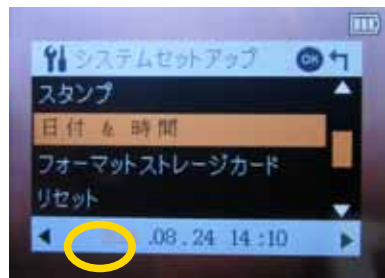 システムセットアップ OK
スタンプ
日付 & 時間
フォーマットストレージカード
リセット
.08.24 14:10